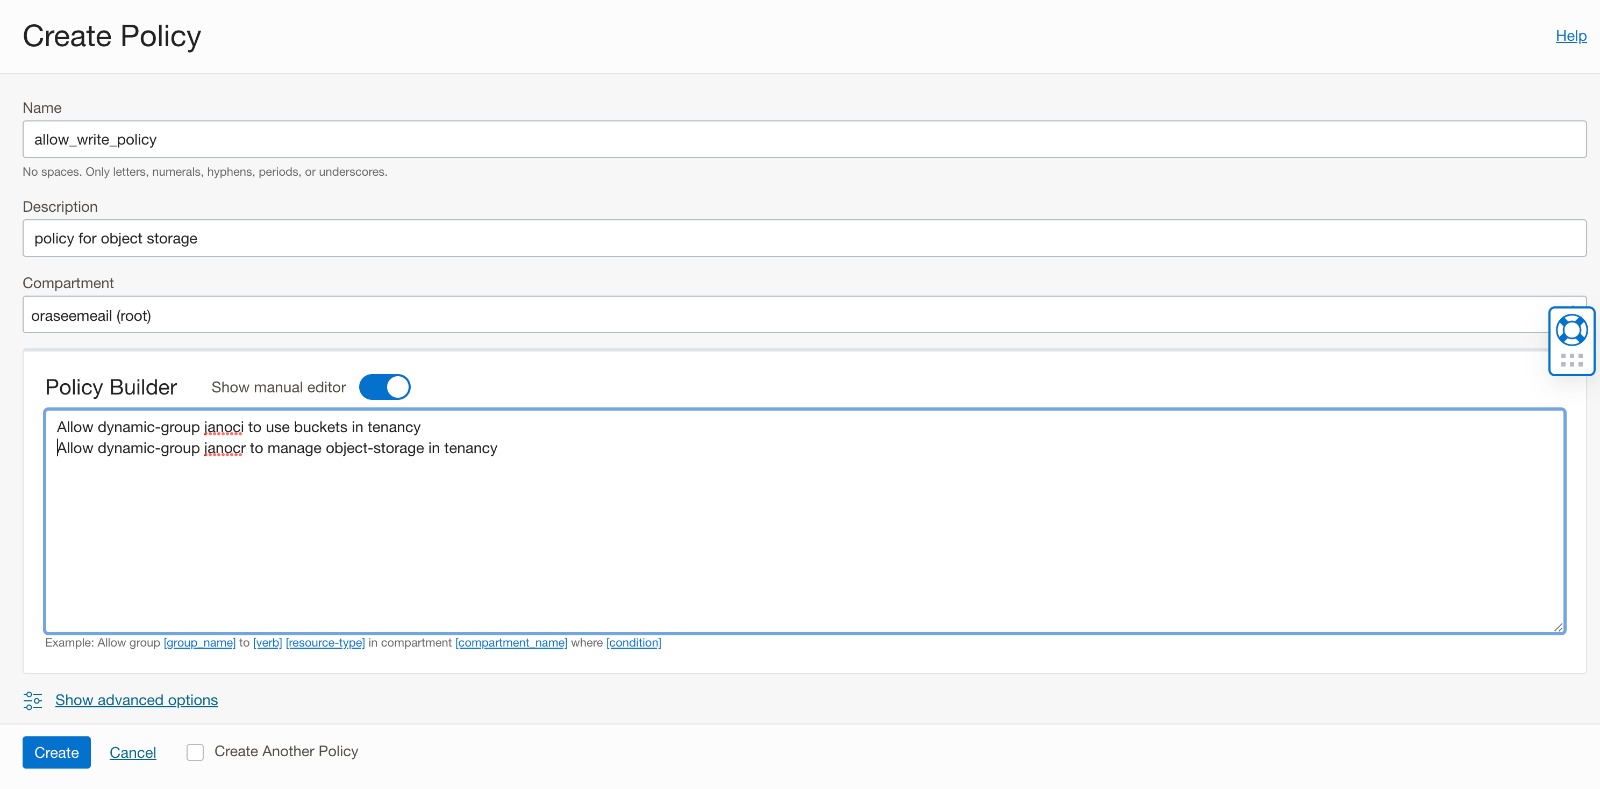 Create Policy
Help
Name
allow_write_policy
No spaces. Only letters, numerals, hyphens, periods, or underscores.
Description
policy for object storage
Compartment
oraseemeail (root)
Policy Builder Show manual editor
Allow dynamic-group janoci to use buckets in tenancy
Allow dynamic-group janocr to manage object-storage in tenancy
Example: Allow group [group_name] to [verb] [resource-type] in compartment [compartment_name] where [condition]
Show advanced options
Create Cancel Create Another Policy